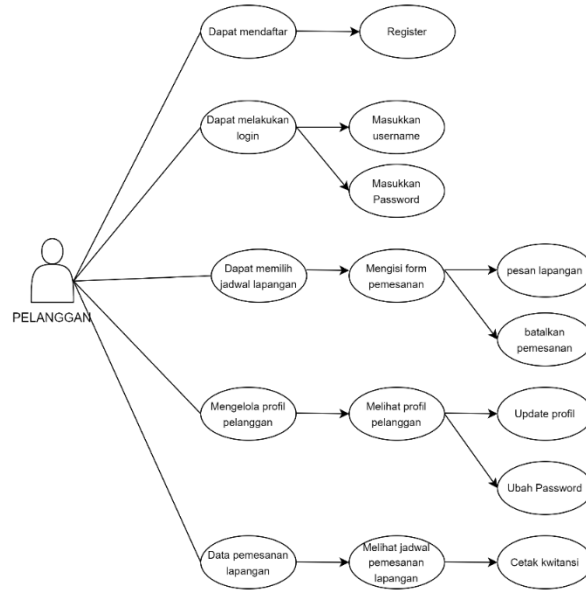 Dapat mendaftar
Register
Dapat melakukan
login
Masukkan
username
Masukkan
Password
PELANGGAN
Dapat memilih
jadwal lapangan
Mengisi form
pemesanan
pesan lapangan
batalkan
pemesanan
Mengelola profil
pelanggan
Melihat profil
pelanggan
Update profil
Ubah Password
Data pemesanan
lapangan
Melihat jadwal
pemesanan
lapangan
Cetak kwitansi